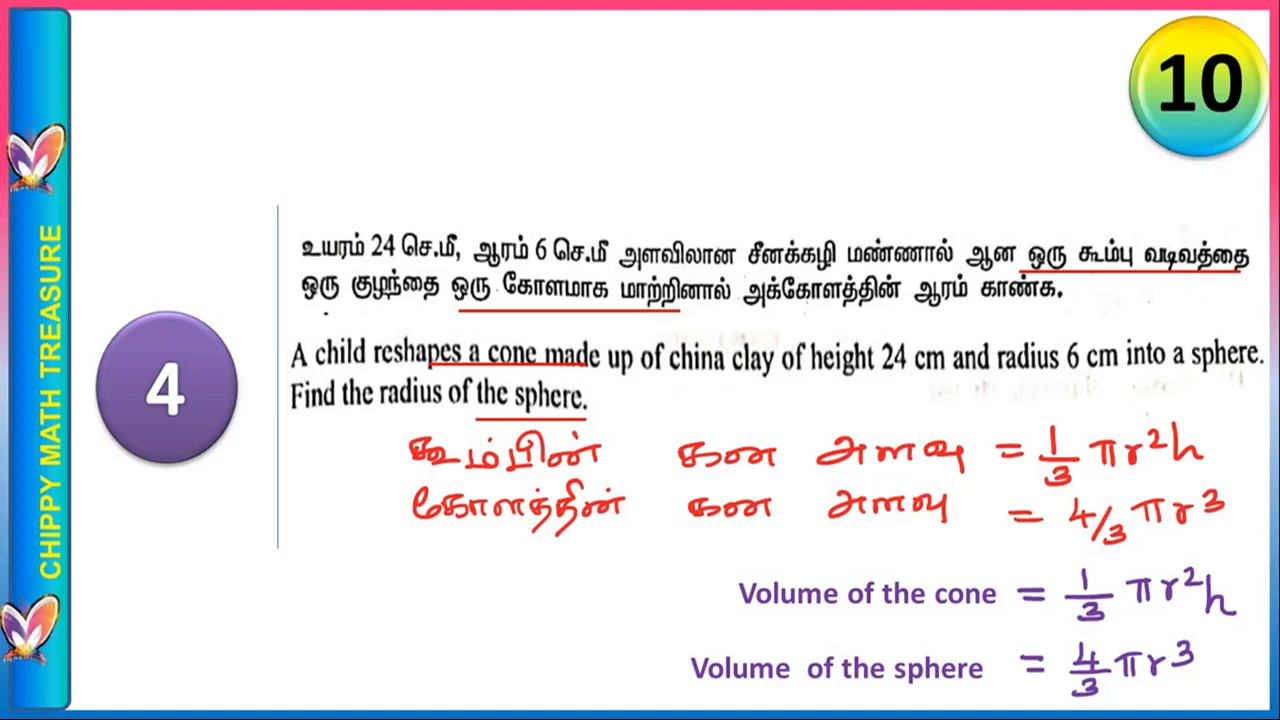 10
CHIPPY MATH TREASURE
4
உயரம் 24 செ.மீ, ஆரம் 6 செ.மீ அளவிலான சீனக்கழி மண்ணால் ஆன ஒரு கூம்பு வடிவத்தை
ஒரு குழந்தை ஒரு கோளமாக மாற்றினால் அக்கோளத்தின் ஆரம் காண்க.
A child reshapes a cone made up of china clay of height 24 cm and radius 6 cm into a sphere.
Find the radius of the sphere.
கூம்பின் கன அளவு = 1/3 πr²h
கோளத்தின் கன அளவு = 4/3 πr³
Volume of the cone = 1/3 πr²h
Volume of the sphere = 4/3 πr³